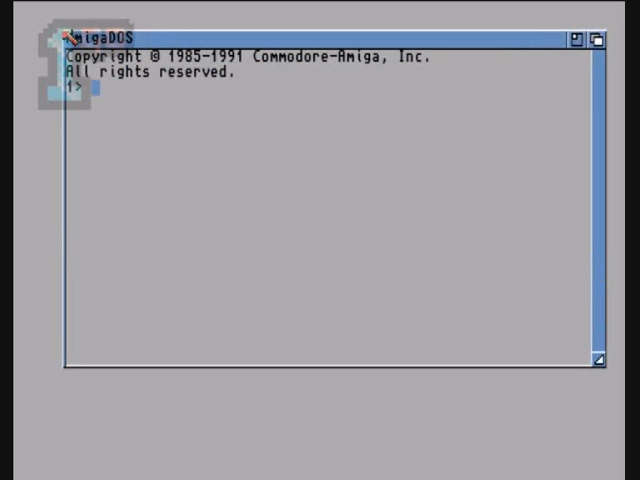 AmigaDOS
Copyright © 1985-1991 Commodore-Amiga, Inc.
All rights reserved.
1>